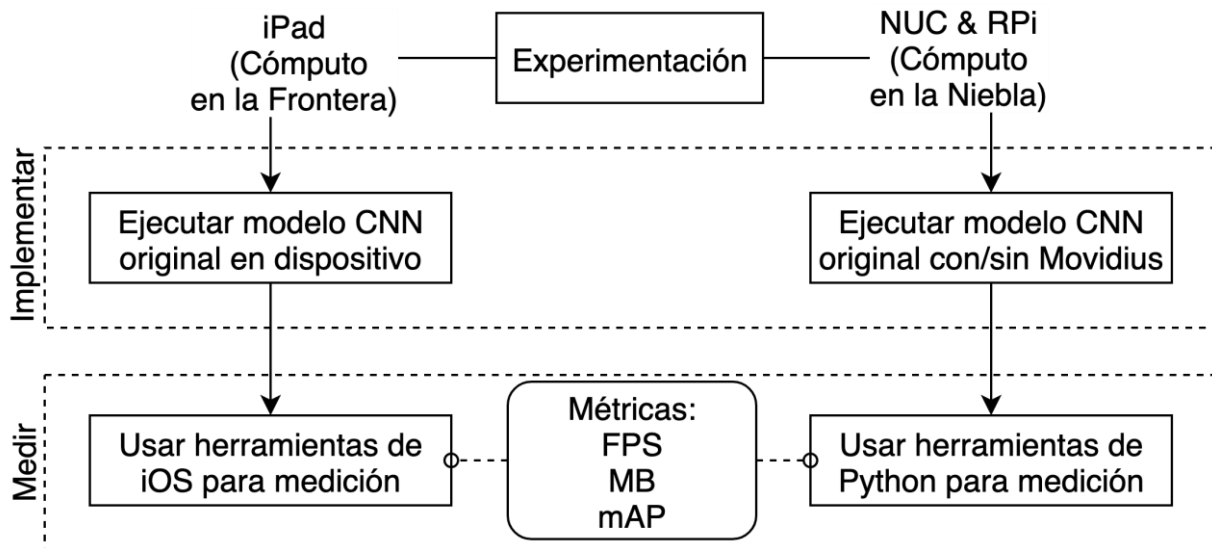 iPad
(Cómputo
en la Frontera)
Experimentación
NUC & RPi
(Cómputo
en la Niebla)
Implementar
Ejecutar modelo CNN
original en dispositivo
Ejecutar modelo CNN
original con/sin Movidius
Medir
Usar herramientas de
iOS para medición
Métricas:
FPS
MB
mAP
Usar herramientas de
Python para medición